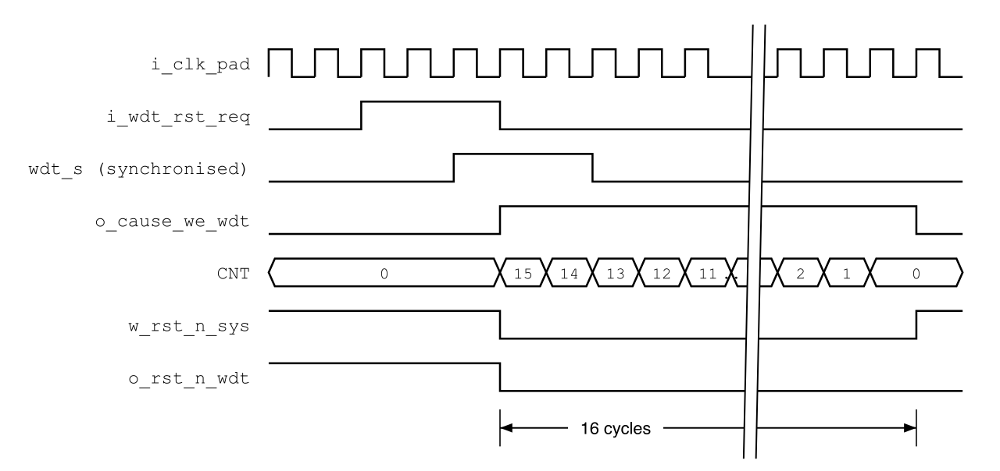 i_clk_pad
i_wdt_rst_req
wdt_s (synchronised)
o_cause_we_wdt
CNT 0 15 14 13 12 11 .. 2 1 0
w_rst_n_sys
o_rst_n_wdt
16 cycles